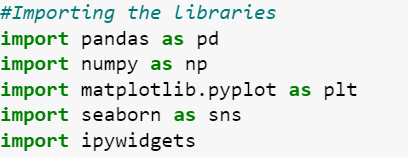 #Importing the libraries
import pandas as pd
import numpy as np
import matplotlib.pyplot as plt
import seaborn as sns
import ipywidgets